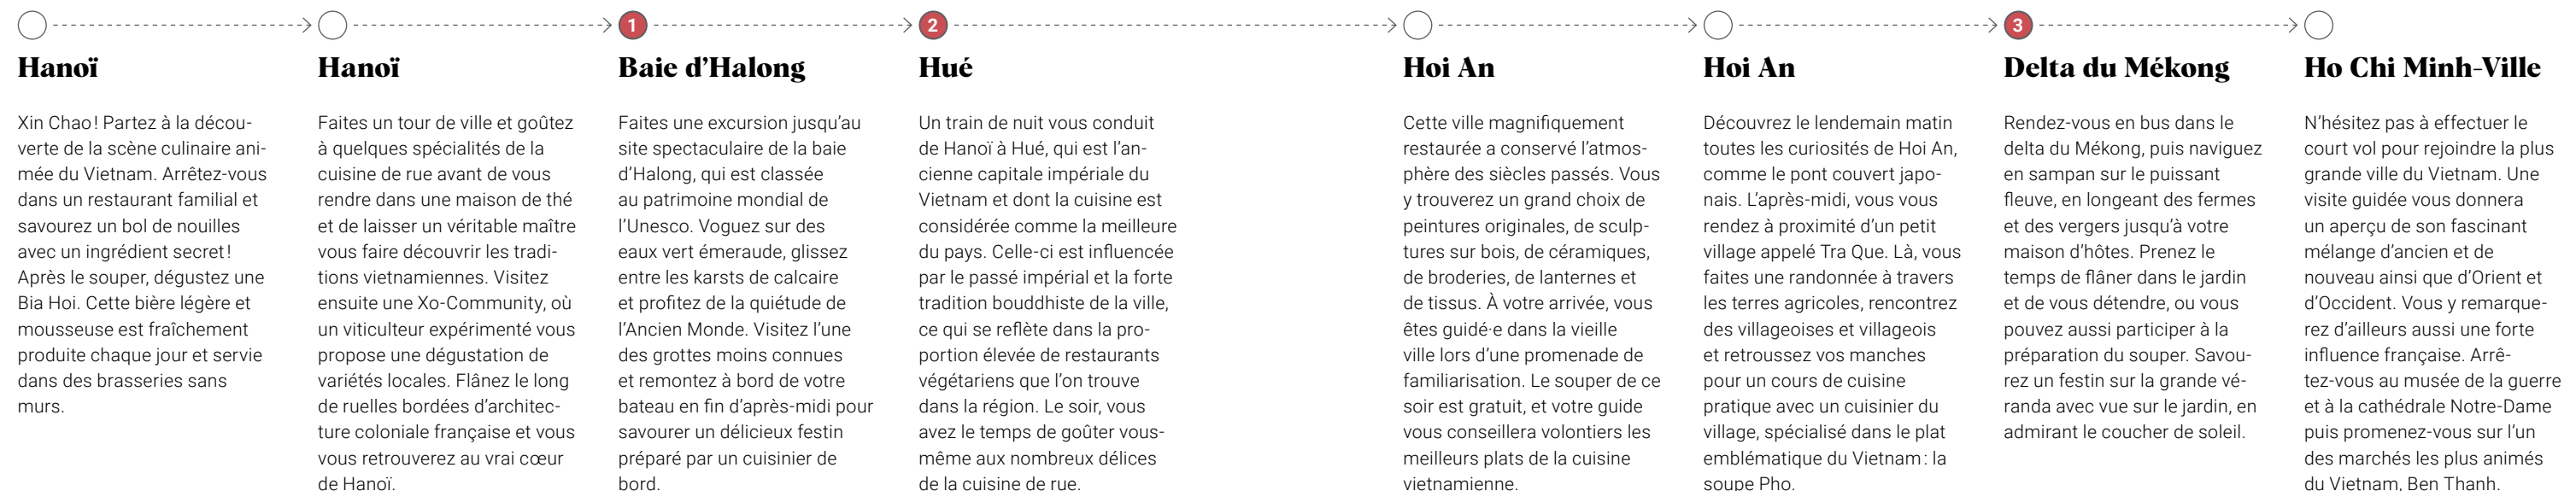 1
2
3
Hanoï
Xin Chao ! Partez à la décou-
verte de la scène culinaire ani-
mée du Vietnam. Arrêtez-vous
dans un restaurant familial et
savourez un bol de nouilles
avec un ingrédient secret !
Après le souper, dégustez une
Bia Hoi. Cette bière légère et
mousseuse est fraîchement
produite chaque jour et servie
dans des brasseries sans
murs.
Hanoï
Faites un tour de ville et goûtez
à quelques spécialités de la
cuisine de rue avant de vous
rendre dans une maison de thé
et de laisser un véritable maître
vous faire découvrir les tradi-
tions vietnamiennes. Visitez
ensuite une Xo-Community, où
un viticulteur expérimenté vous
propose une dégustation de
variétés locales. Flânez le long
de ruelles bordées d’architec-
ture coloniale française et vous
vous retrouverez au vrai cœur
de Hanoï.
Baie d’Halong
Faites une excursion jusqu’au
site spectaculaire de la baie
d’Halong, qui est classée
au patrimoine mondial de
l’Unesco. Voguez sur des
eaux vert émeraude, glissez
entre les karsts de calcaire
et profitez de la quiétude de
l’Ancien Monde. Visitez l’une
des grottes moins connues
et remontez à bord de votre
bateau en fin d’après-midi pour
savourer un délicieux festin
préparé par un cuisinier de
bord.
Hué
Un train de nuit vous conduit
de Hanoï à Hué, qui est l’an-
cienne capitale impériale du
Vietnam et dont la cuisine est
considérée comme la meilleure
du pays. Celle-ci est influencée
par le passé impérial et la forte
tradition bouddhiste de la ville,
ce qui se reflète dans la pro-
portion élevée de restaurants
végétariens que l’on trouve
dans la région. Le soir, vous
avez le temps de goûter vous-
même aux nombreux délices
de la cuisine de rue.
Hoi An
Cette ville magnifiquement
restaurée a conservé l’atmos-
phère des siècles passés. Vous
y trouverez un grand choix de
peintures originales, de sculp-
tures sur bois, de céramiques,
de broderies, de lanternes et
de tissus. À votre arrivée, vous
êtes guidé·e dans la vieille
ville lors d’une promenade de
familiarisation. Le souper de ce
soir est gratuit, et votre guide
vous conseillera volontiers les
meilleurs plats de la cuisine
vietnamienne.
Hoi An
Découvrez le lendemain matin
toutes les curiosités de Hoi An,
comme le pont couvert japo-
nais. L’après-midi, vous vous
rendez à proximité d’un petit
village appelé Tra Que. Là, vous
faites une randonnée à travers
les terres agricoles, rencontrez
des villageoises et villageois
et retroussez vos manches
pour un cours de cuisine
pratique avec un cuisinier du
village, spécialisé dans le plat
emblématique du Vietnam : la
soupe Pho.
Delta du Mékong
Rendez-vous en bus dans le
delta du Mékong, puis naviguez
en sampan sur le puissant
fleuve, en longeant des fermes
et des vergers jusqu’à votre
maison d’hôtes. Prenez le
temps de flâner dans le jardin
et de vous détendre, ou vous
pouvez aussi participer à la
préparation du souper. Savou-
rez un festin sur la grande vé-
randa avec vue sur le jardin, en
admirant le coucher de soleil.
Ho Chi Minh-Ville
N’hésitez pas à effectuer le
court vol pour rejoindre la plus
grande ville du Vietnam. Une
visite guidée vous donnera
un aperçu de son fascinant
mélange d’ancien et de
nouveau ainsi que d’Orient et
d’Occident. Vous y remarque-
rez d’ailleurs aussi une forte
influence française. Arrê-
tez-vous au musée de la guerre
et à la cathédrale Notre-Dame
puis promenez-vous sur l’un
des marchés les plus animés
du Vietnam, Ben Thanh.